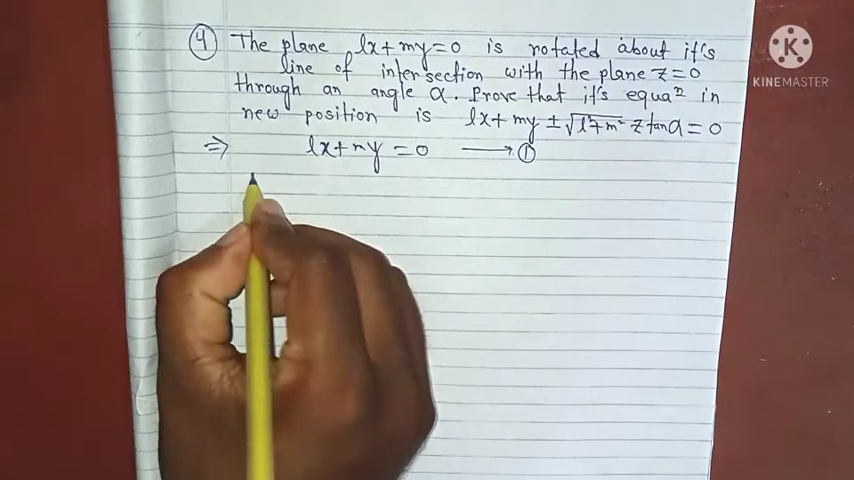 4 The plane lx+my=0 is rotated about it's
line of intersection with the plane z=0
through an angle α. Prove that it's equaⁿ in
new position is lx+my ± √l²+m² z tanα = 0
⇒ lx+my = 0 ⟶ ①
K
KINEMASTER